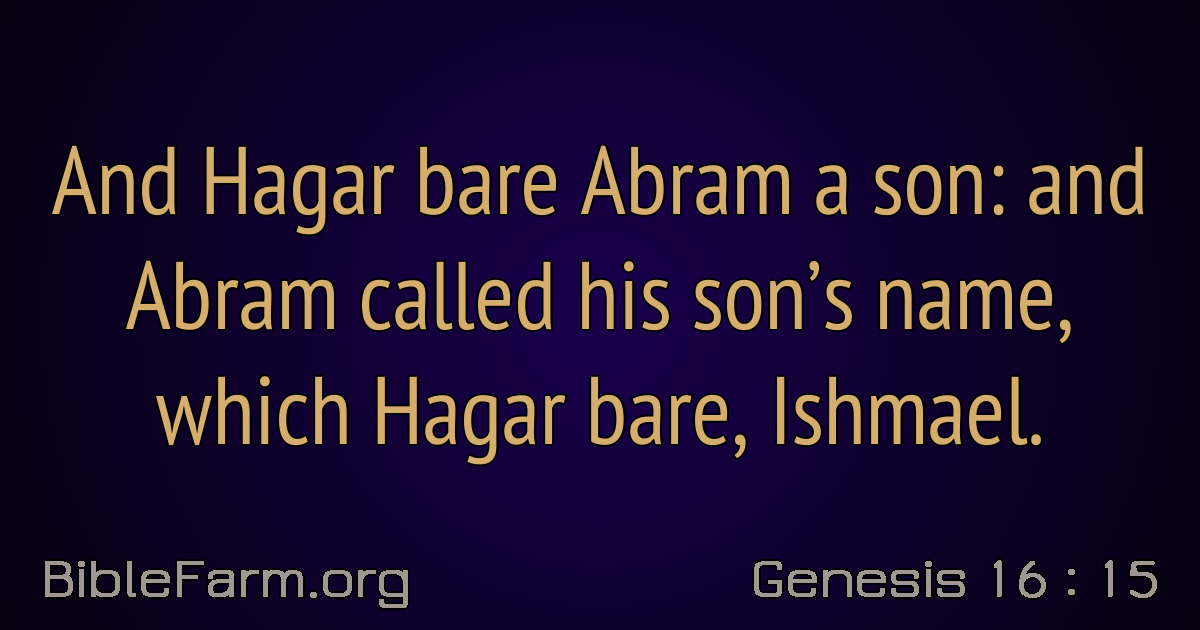 And Hagar bare Abram a son: and
Abram called his son’s name,
which Hagar bare, Ishmael.
BibleFarm.org
Genesis 16 : 15